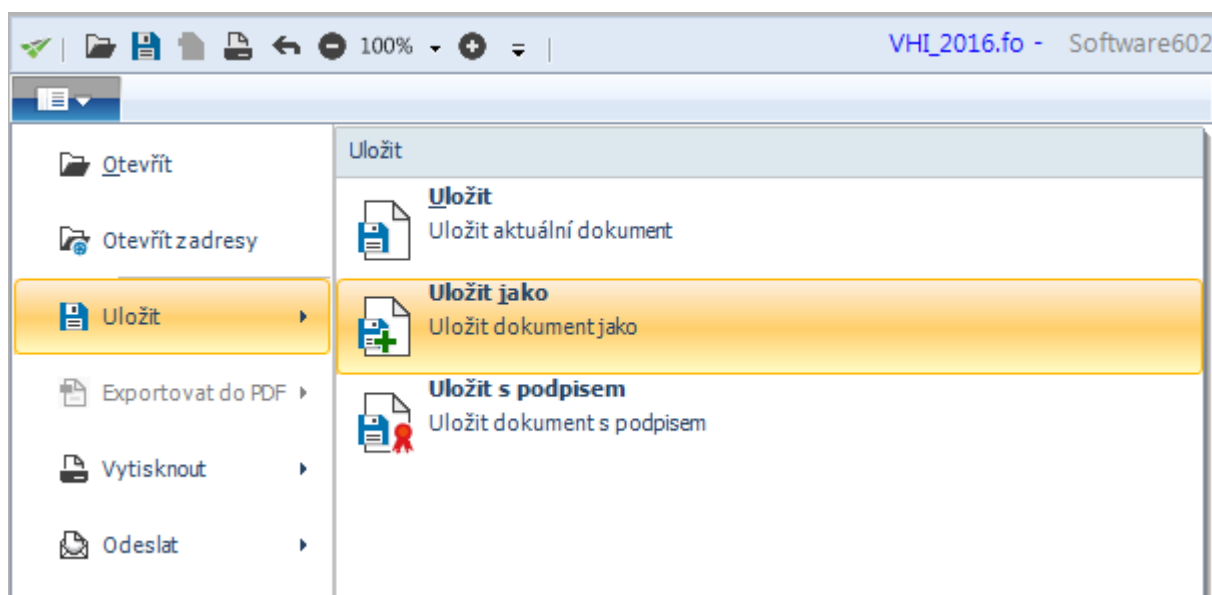 100%
VHI_2016.fo - Software602
Otevřít
Otevřít z adresy
Uložit
Exportovat do PDF
Vytisknout
Odeslat
Uložit
Uložit
Uložit aktuální dokument
Uložit jako
Uložit dokument jako
Uložit s podpisem
Uložit dokument s podpisem